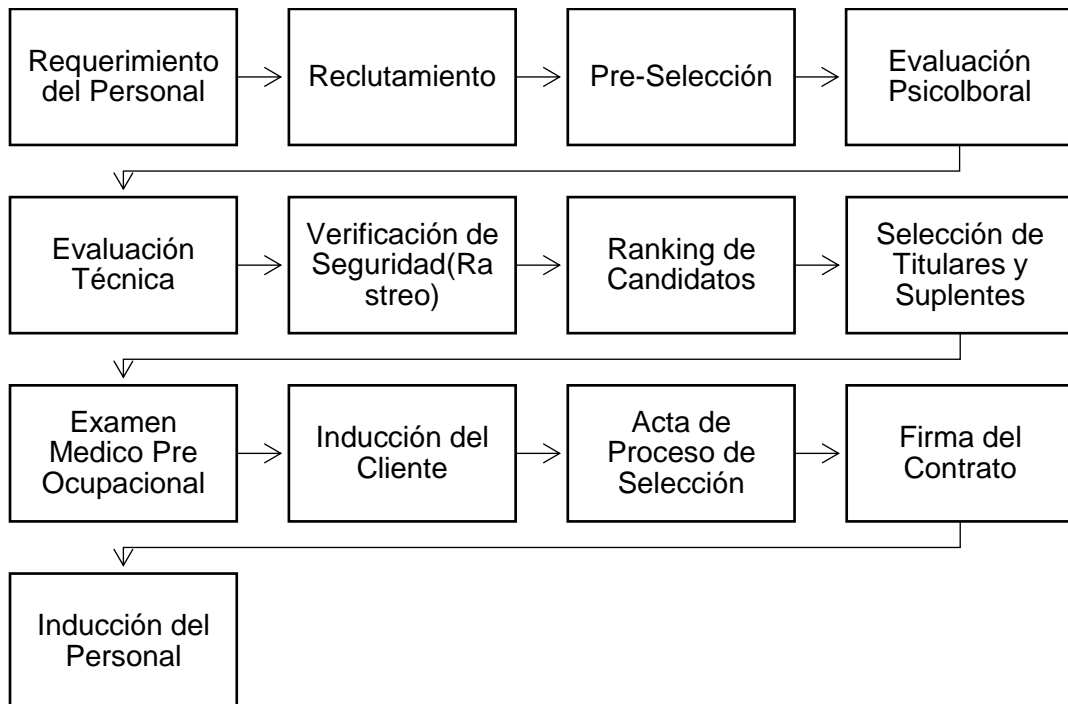 Requerimiento
del Personal
Reclutamiento
Pre-Selección
Evaluación
Psicolboral
Evaluación
Técnica
Verificación de
Seguridad(Ra
streo)
Ranking de
Candidatos
Selección de
Titulares y
Suplentes
Examen
Medico Pre
Ocupacional
Inducción del
Cliente
Acta de
Proceso de
Selección
Firma del
Contrato
Inducción del
Personal